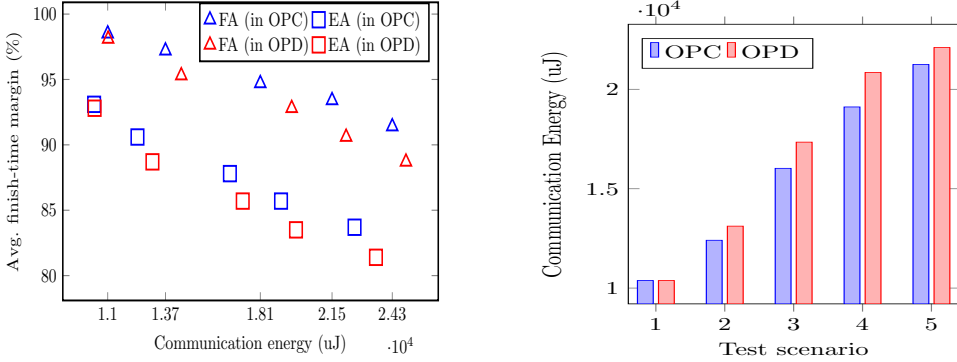 FA (in OPC) EA (in OPC)
FA (in OPD) EA (in OPD)
Avg. finish-time margin (%)
100
95
90
85
80
1.1 1.37 1.81 2.15 2.43
Communication energy (uJ) ·10⁴
·10⁴
OPC OPD
Communication Energy (uJ)
2
1.5
1
1 2 3 4 5
Test scenario